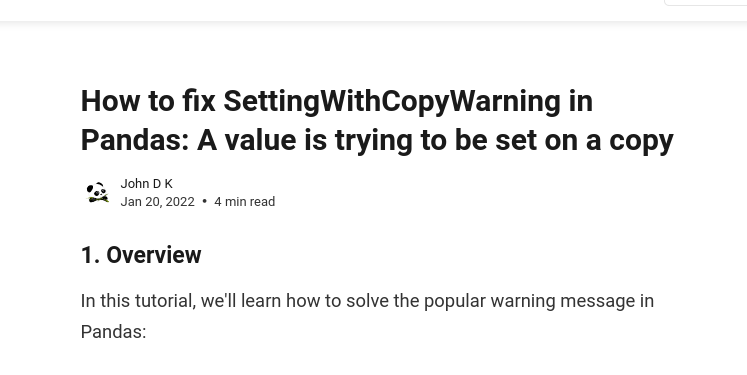 How to fix SettingWithCopyWarning in
Pandas: A value is trying to be set on a copy
John D K
Jan 20, 2022 • 4 min read
1. Overview
In this tutorial, we'll learn how to solve the popular warning message in
Pandas: